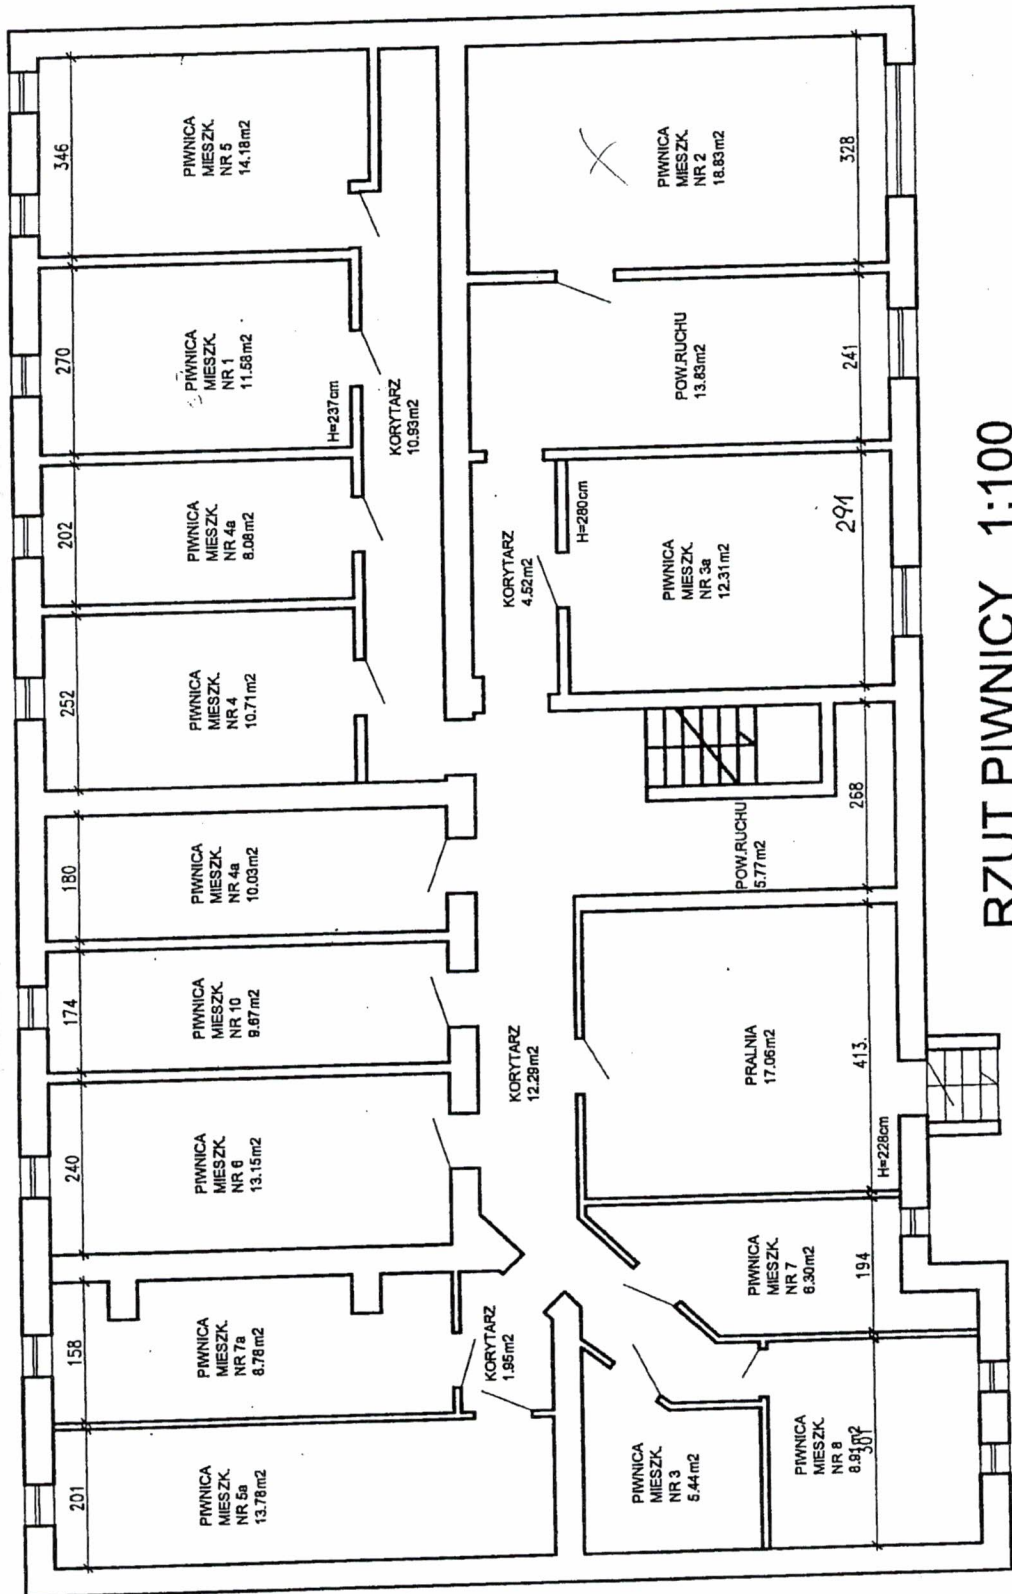 346
PIWNICA
MIESZK.
NR 5
14.18m2
270
PIWNICA
MIESZK.
NR 1
11.58m2
H=237cm
202
PIWNICA
MIESZK.
NR 4a
8.08m2
252
PIWNICA
MIESZK.
NR 4
10.71m2
180
PIWNICA
MIESZK.
NR 4a
10.03m2
174
PIWNICA
MIESZK.
NR 10
9.67m2
240
PIWNICA
MIESZK.
NR 6
13.15m2
158
PIWNICA
MIESZK.
NR 7a
8.78m2
201
PIWNICA
MIESZK.
NR 5a
13.78m2
KORYTARZ
10.93m2
KORYTARZ
4.52m2
KORYTARZ
12.29m2
KORYTARZ
1.95m2
PIWNICA
MIESZK.
NR 2
18.83m2
328
POW.RUCHU
13.83m2
241
H=280cm
PIWNICA
MIESZK.
NR 3a
12.31m2
291
POW.RUCHU
5.77m2
268
PRALNIA
17.06m2
413.
H=228cm
PIWNICA
MIESZK.
NR 7
6.30m2
194
PIWNICA
MIESZK.
NR 3
5.44m2
PIWNICA
MIESZK.
NR 8
8.91m2
301
RZUT PIWNICY 1:100